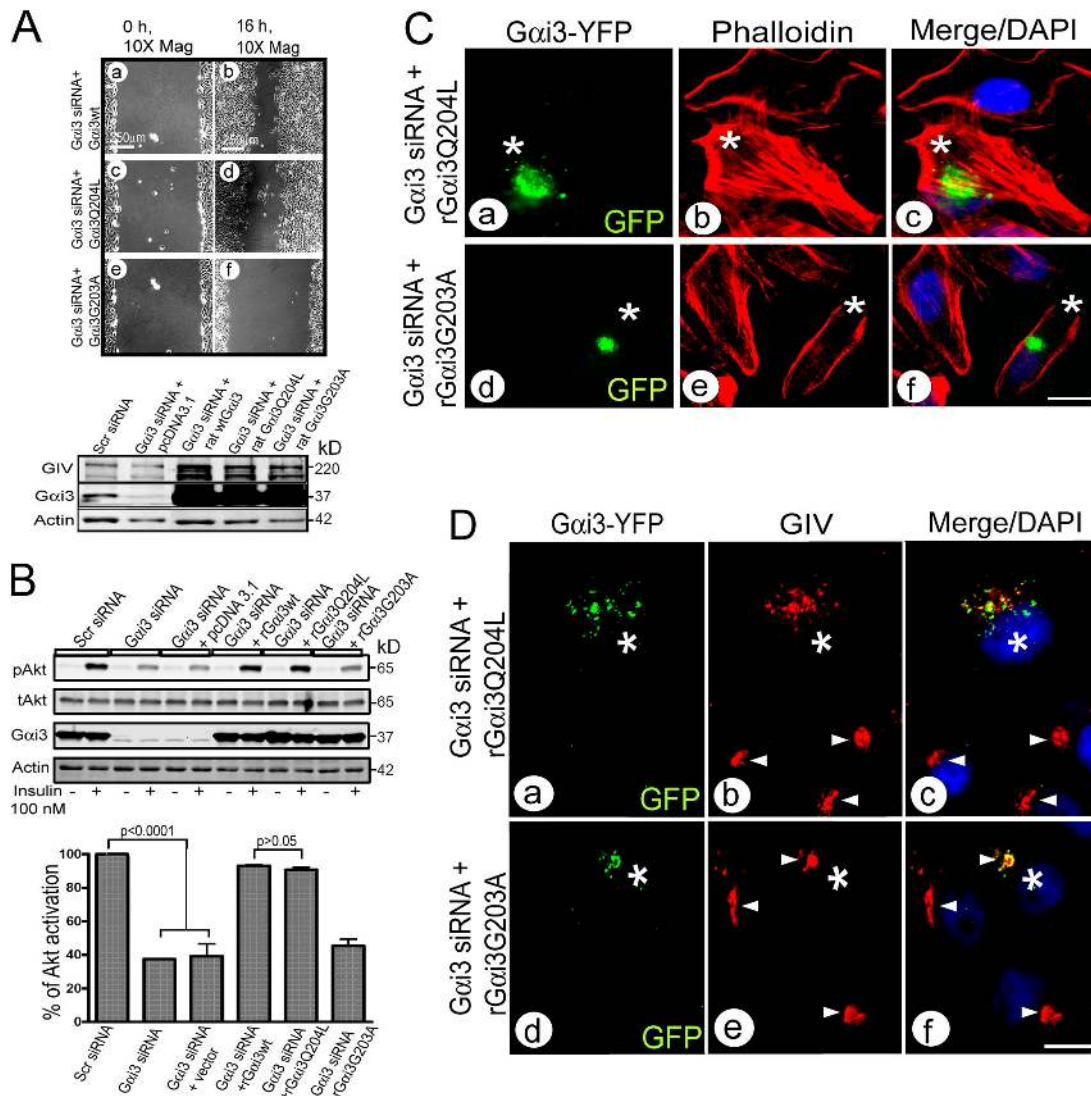 A
0 h,
10X Mag
16 h,
10X Mag
Gαi3 siRNA+
Gαi3wt
a
b
50μm
Gαi3 siRNA+
Gαi3Q204L
c
d
Gαi3 siRNA+
Gαi3G203A
e
f
Scr siRNA
Gαi3 siRNA +
pcDNA3.1
Gαi3 siRNA +
rat wtGαi3
Gαi3 siRNA +
rat Gαi3Q204L
Gαi3 siRNA +
rat Gαi3G203A
kD
GIV
220
Gαi3
37
Actin
42
B
Scr siRNA
Gαi3 siRNA
Gαi3 siRNA
+ pcDNA 3.1
Gαi3 siRNA
+ rGαi3wt
Gαi3 siRNA
+ rGαi3Q204L
Gαi3 siRNA
+ rGαi3G203A
kD
pAkt
65
tAkt
65
Gαi3
37
Actin
42
Insulin - + - + - + - + - + - +
100 nM
p<0.0001
p>0.05
% of Akt activation
100
80
60
40
20
0
Scr siRNA
Gαi3 siRNA
Gαi3 siRNA
+ vector
Gαi3 siRNA
+rGαi3wt
Gαi3 siRNA
+rGαi3Q204L
Gαi3 siRNA
rGαi3G203A
C
Gαi3-YFP
Phalloidin
Merge/DAPI
Gαi3 siRNA +
rGαi3Q204L
*
*
*
a
GFP
b
c
Gαi3 siRNA +
rGαi3G203A
*
*
*
d
GFP
e
f
D
Gαi3-YFP
GIV
Merge/DAPI
Gαi3 siRNA +
rGαi3Q204L
*
*
*
a
GFP
b
c
Gαi3 siRNA +
rGαi3G203A
*
*
*
d
GFP
e
f